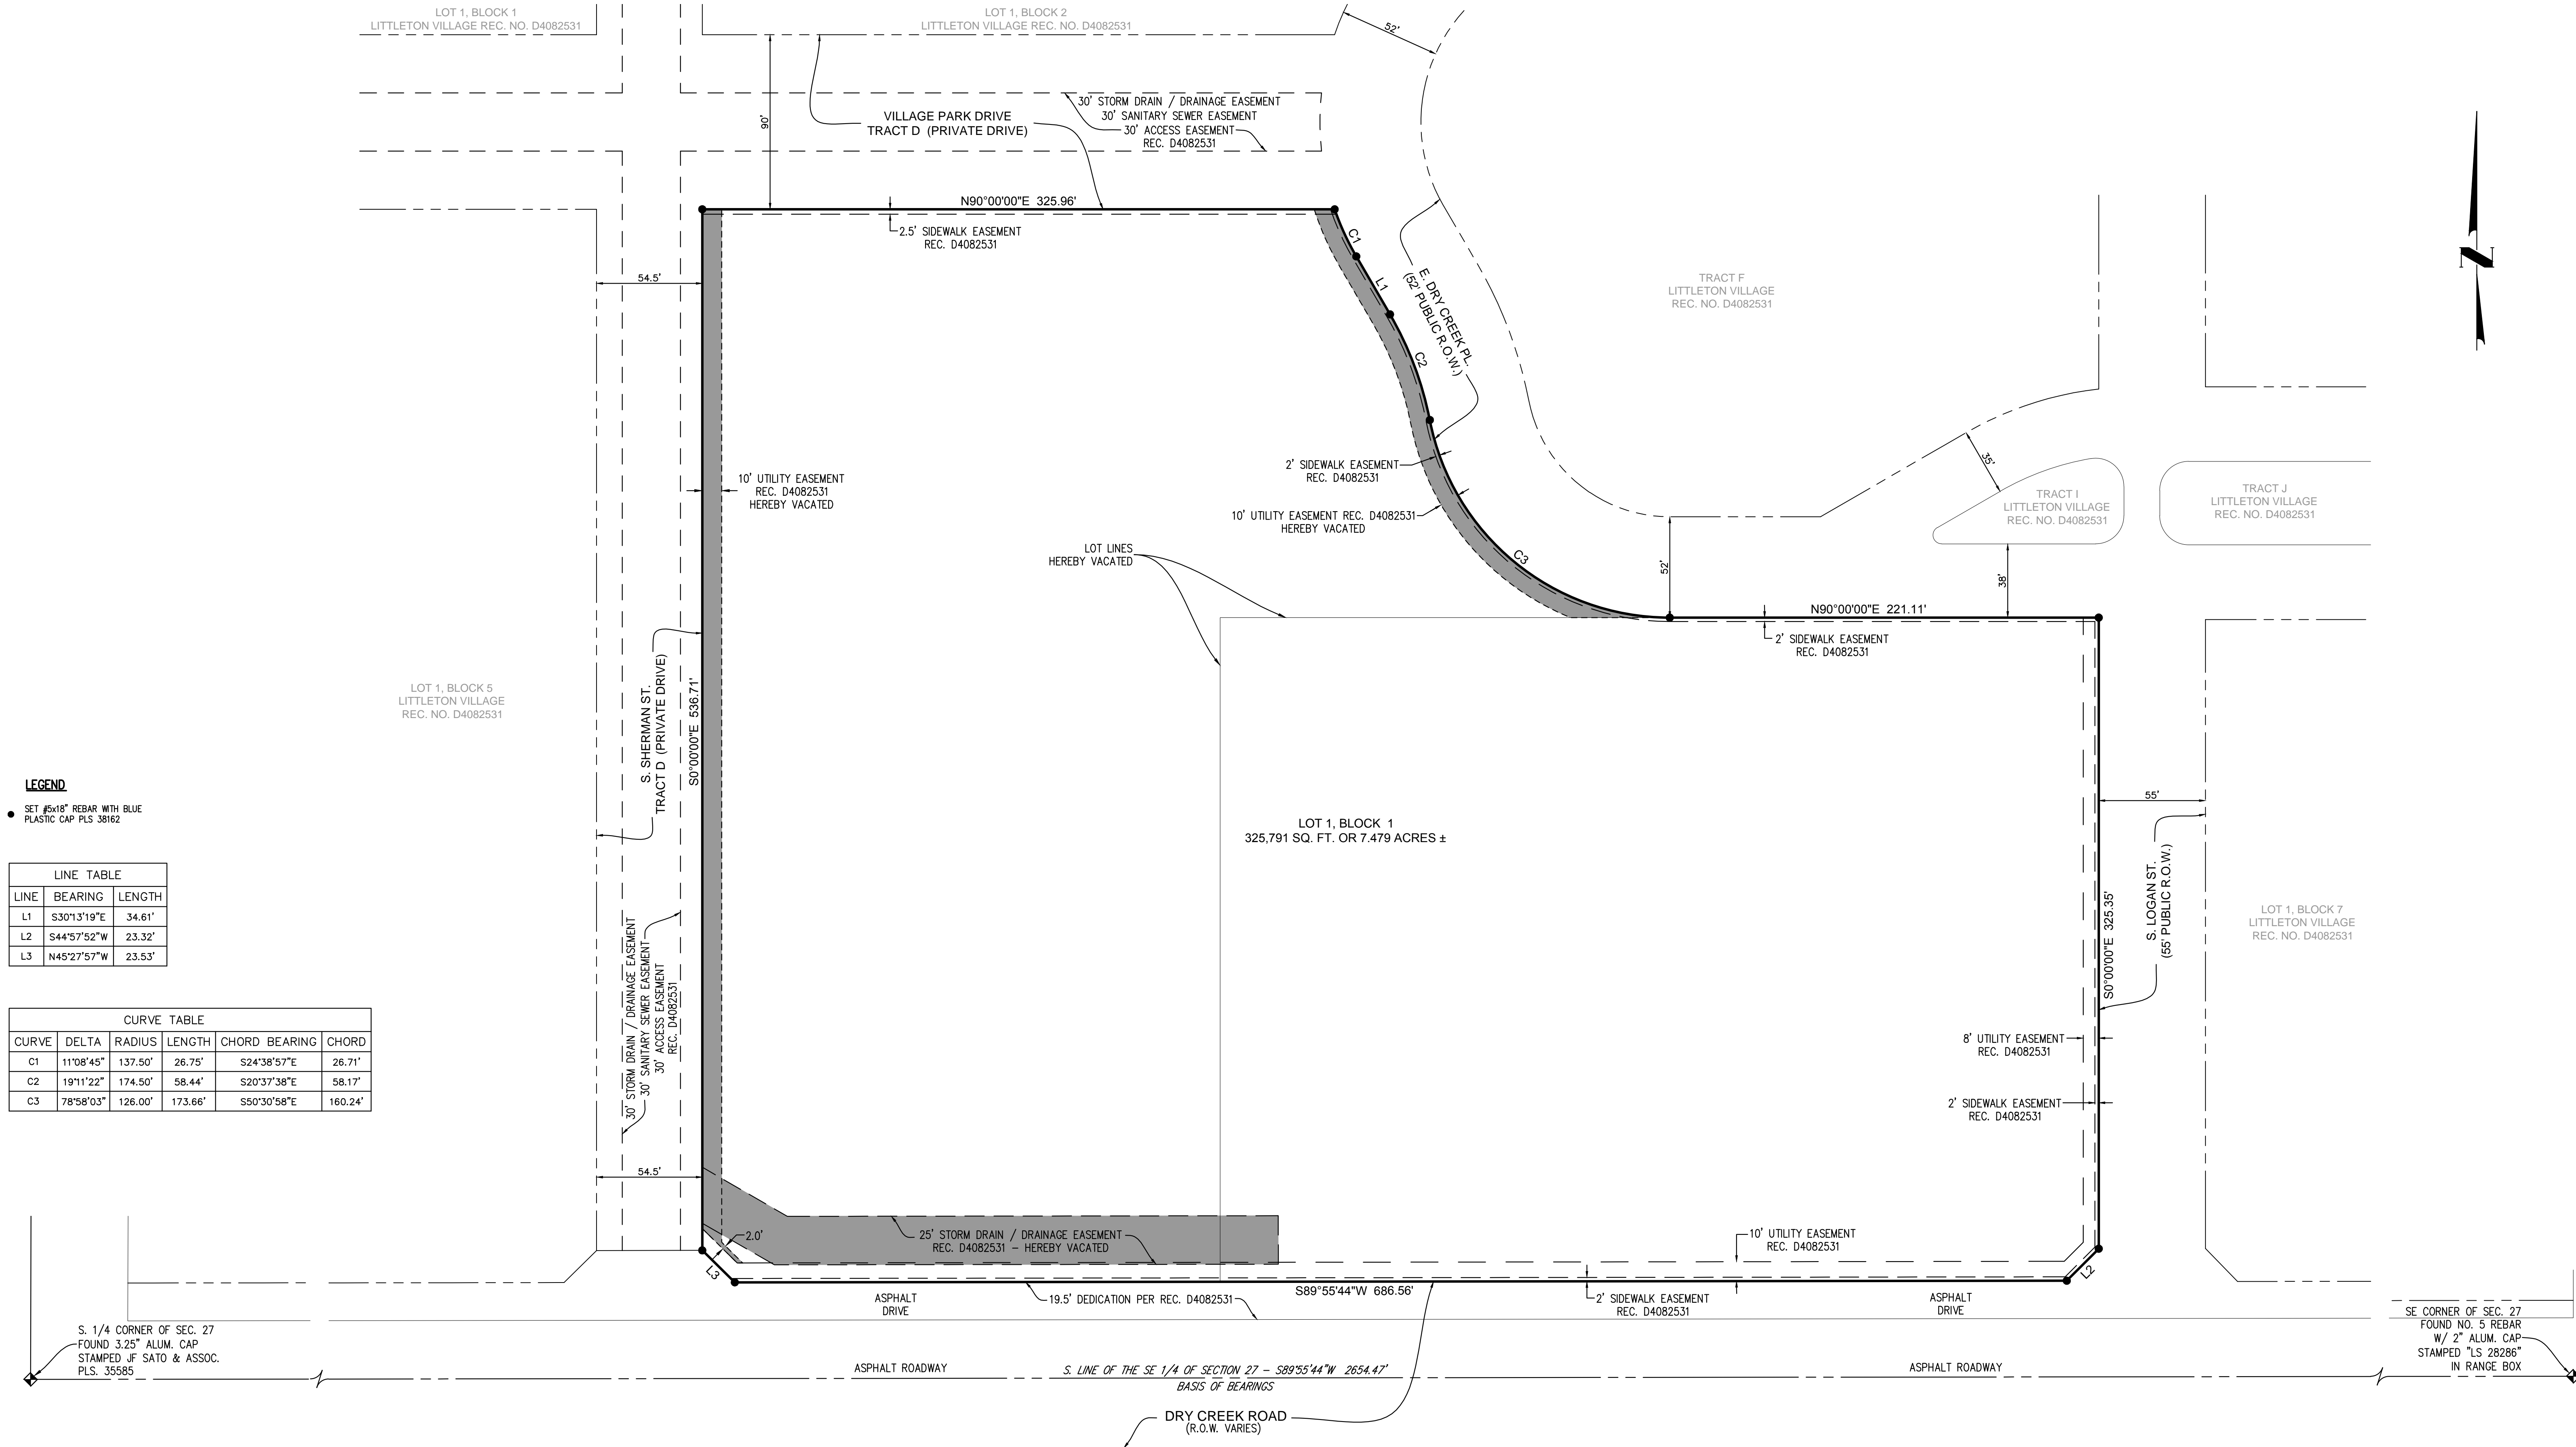 LOT 1, BLOCK 1
LITTLETON VILLAGE REC. NO. D4082531
LOT 1, BLOCK 2
LITTLETON VILLAGE REC. NO. D4082531
52'
90'
VILLAGE PARK DRIVE
TRACT D (PRIVATE DRIVE)
30' STORM DRAIN / DRAINAGE EASEMENT
30' SANITARY SEWER EASEMENT
30' ACCESS EASEMENT
REC. D4082531
N90°00'00"E 325.96'
2.5' SIDEWALK EASEMENT
REC. D4082531
54.5'
C1
L1
C2
E. DRY CREEK PL.
(52' PUBLIC R.O.W.)
TRACT F
LITTLETON VILLAGE
REC. NO. D4082531
N
10' UTILITY EASEMENT
REC. D4082531
HEREBY VACATED
2' SIDEWALK EASEMENT
REC. D4082531
10' UTILITY EASEMENT REC. D4082531
HEREBY VACATED
35'
TRACT I
LITTLETON VILLAGE
REC. NO. D4082531
TRACT J
LITTLETON VILLAGE
REC. NO. D4082531
LOT LINES
HEREBY VACATED
C3
52'
38'
N90°00'00"E 221.11'
2' SIDEWALK EASEMENT
REC. D4082531
LOT 1, BLOCK 5
LITTLETON VILLAGE
REC. NO. D4082531
S. SHERMAN ST.
TRACT D (PRIVATE DRIVE)
S0°00'00"E 536.71'
LEGEND
SET #5x18" REBAR WITH BLUE
PLASTIC CAP PLS 38162
LOT 1, BLOCK 1
325,791 SQ. FT. OR 7.479 ACRES ±
55'
S. LOGAN ST.
(55' PUBLIC R.O.W.)
S0°00'00"E 325.35'
LOT 1, BLOCK 7
LITTLETON VILLAGE
REC. NO. D4082531
LINE TABLE
LINE BEARING LENGTH
L1 S30°13'19"E 34.61'
L2 S44°57'52"W 23.32'
L3 N45°27'57"W 23.53'
30' STORM DRAIN / DRAINAGE EASEMENT
30' SANITARY SEWER EASEMENT
30' ACCESS EASEMENT
REC. D4082531
CURVE TABLE
CURVE DELTA RADIUS LENGTH CHORD BEARING CHORD
C1 11°08'45" 137.50' 26.75' S24°38'57"E 26.71'
C2 19°11'22" 174.50' 58.44' S20°37'38"E 58.17'
C3 78°58'03" 126.00' 173.66' S50°30'58"E 160.24'
8' UTILITY EASEMENT
REC. D4082531
2' SIDEWALK EASEMENT
REC. D4082531
54.5'
2.0'
25' STORM DRAIN / DRAINAGE EASEMENT
REC. D4082531 - HEREBY VACATED
10' UTILITY EASEMENT
REC. D4082531
L3
L2
ASPHALT
DRIVE
19.5' DEDICATION PER REC. D4082531
S89°55'44"W 686.56'
2' SIDEWALK EASEMENT
REC. D4082531
ASPHALT
DRIVE
S. 1/4 CORNER OF SEC. 27
FOUND 3.25" ALUM. CAP
STAMPED JF SATO & ASSOC.
PLS. 35585
SE CORNER OF SEC. 27
FOUND NO. 5 REBAR
W/ 2" ALUM. CAP
STAMPED "LS 28286"
IN RANGE BOX
ASPHALT ROADWAY
S. LINE OF THE SE 1/4 OF SECTION 27 - S89°55'44"W 2654.47'
BASIS OF BEARINGS
ASPHALT ROADWAY
DRY CREEK ROAD
(R.O.W. VARIES)